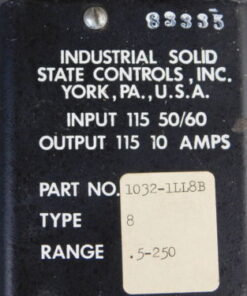 83335
INDUSTRIAL SOLID
STATE CONTROLS, INC.
YORK, PA., U.S.A.
INPUT 115 50/60
OUTPUT 115 10 AMPS
PART NO. 1032-1LL8B
TYPE 8
RANGE .5-250